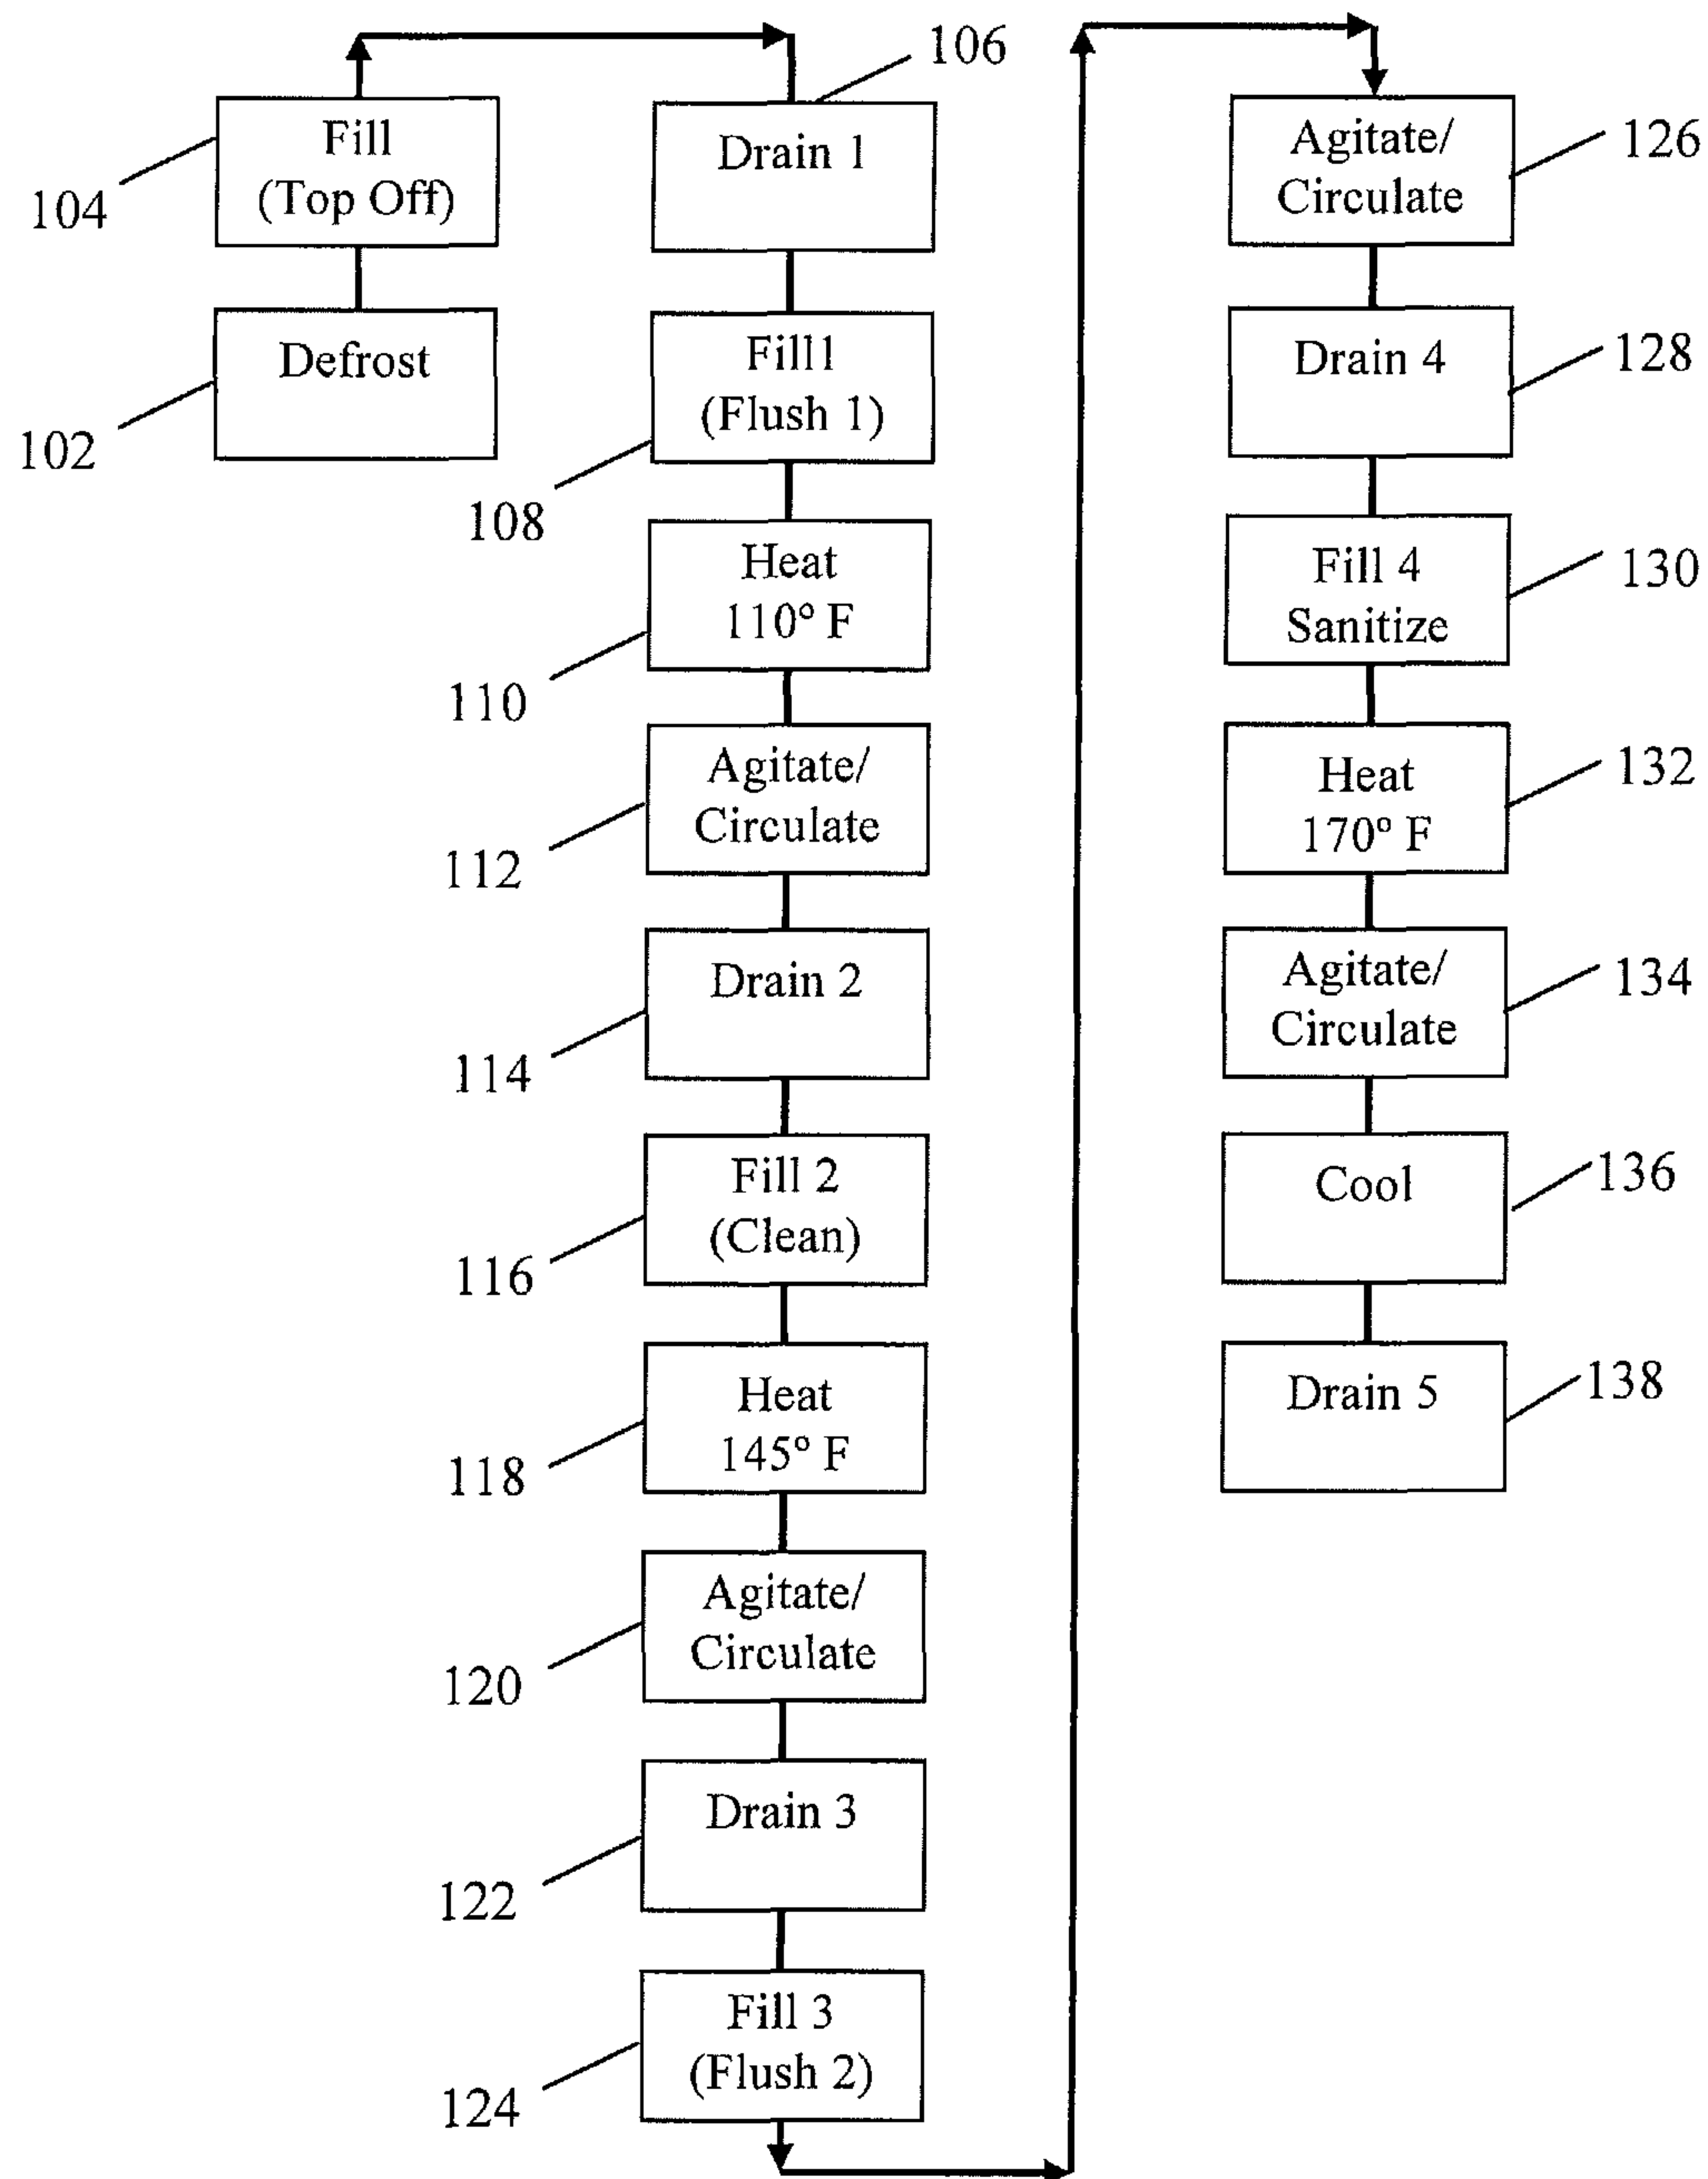 Defrost
102
Fill
(Top Off)
104
Drain 1
106
Fill1
(Flush 1)
108
Heat
110º F
110
Agitate/
Circulate
112
Drain 2
114
Fill 2
(Clean)
116
Heat
145º F
118
Agitate/
Circulate
120
Drain 3
122
Fill 3
(Flush 2)
124
Agitate/
Circulate
126
Drain 4
128
Fill 4
Sanitize
130
Heat
170º F
132
Agitate/
Circulate
134
Cool
136
Drain 5
138